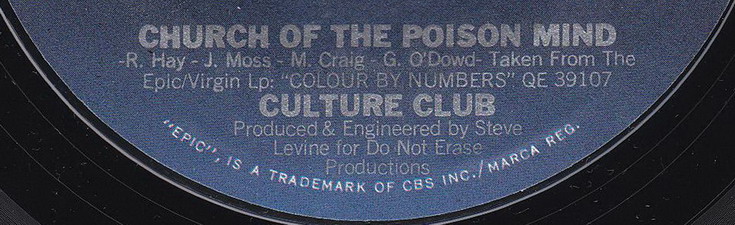 CHURCH OF THE POISON MIND
-R. Hay - J. Moss - M. Craig - G. O'Dowd- Taken From The
Epic/Virgin Lp: "COLOUR BY NUMBERS" QE 39107
CULTURE CLUB
Produced & Engineered by Steve
Levine for Do Not Erase
Productions
"EPIC", IS A TRADEMARK OF CBS INC./MARCA REG.